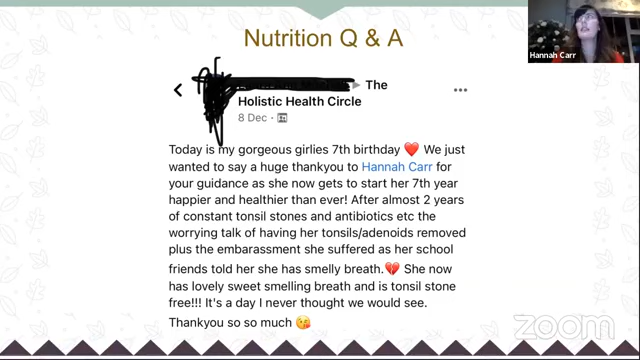 Nutrition Q & A
Hannah Carr
The
Holistic Health Circle
8 Dec ·
Today is my gorgeous girlies 7th birthday ❤️ We just
wanted to say a huge thankyou to Hannah Carr for
your guidance as she now gets to start her 7th year
happier and healthier than ever! After almost 2 years
of constant tonsil stones and antibiotics etc the
worrying talk of having her tonsils/adenoids removed
plus the embarassment she suffered as her school
friends told her she has smelly breath.💔 She now
has lovely sweet smelling breath and is tonsil stone
free!!! It's a day I never thought we would see.
Thankyou so so much 😘
zoom